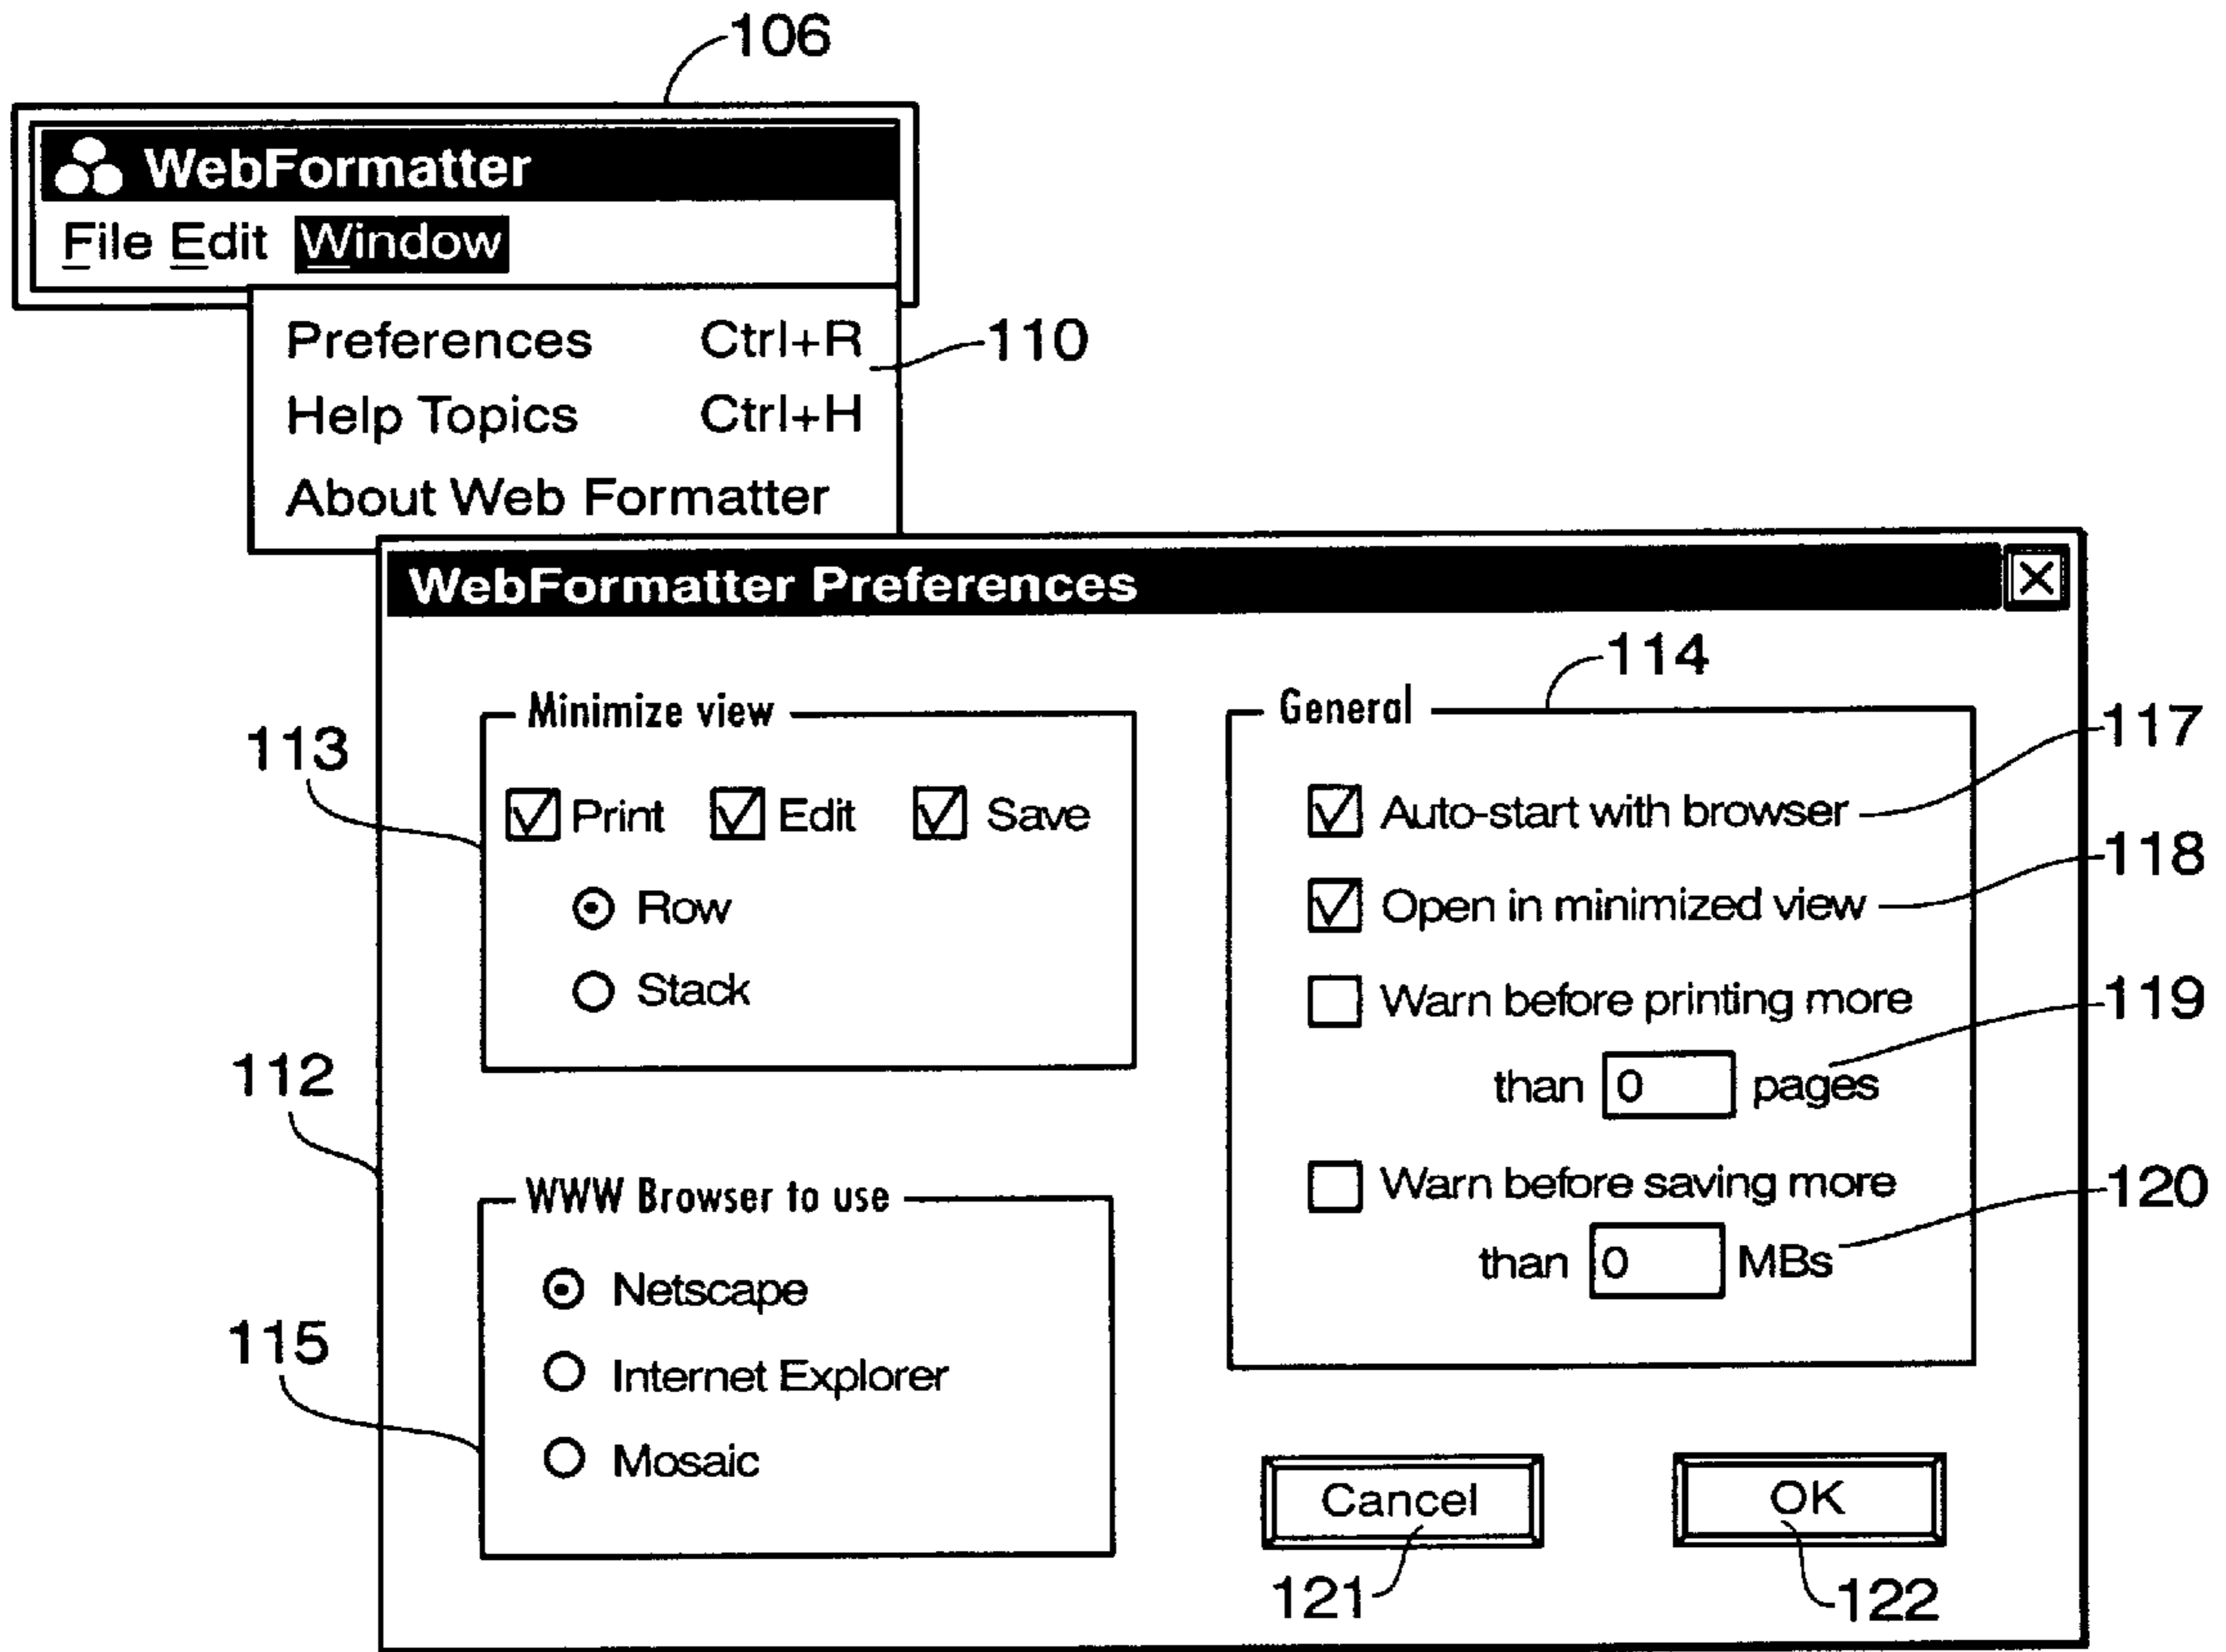 106
WebFormatter
File Edit Window
Preferences Ctrl+R
110
Help Topics Ctrl+H
About Web Formatter
WebFormatter Preferences
114
Minimize view
113
Print Edit Save
Row
Stack
112
WWW Browser to use
Netscape
115
Internet Explorer
Mosaic
General
117
Auto-start with browser
118
Open in minimized view
Warn before printing more
119
than 0 pages
Warn before saving more
120
than 0 MBs
Cancel OK
121 122